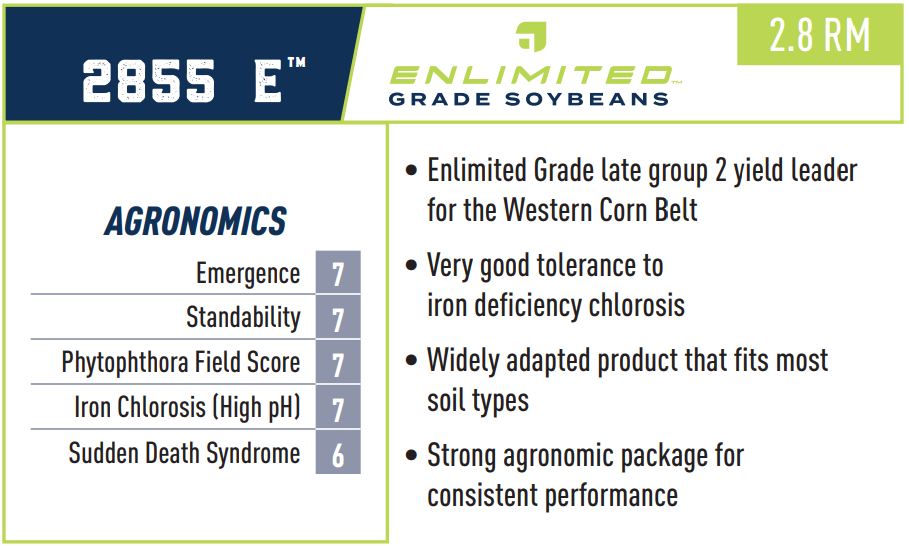 2855 E™
ENLIMITED™
GRADE SOYBEANS
2.8 RM
AGRONOMICS
Emergence 7
Standability 7
Phytophthora Field Score 7
Iron Chlorosis (High pH) 7
Sudden Death Syndrome 6
• Enlimited Grade late group 2 yield leader
for the Western Corn Belt
• Very good tolerance to
iron deficiency chlorosis
• Widely adapted product that fits most
soil types
• Strong agronomic package for
consistent performance